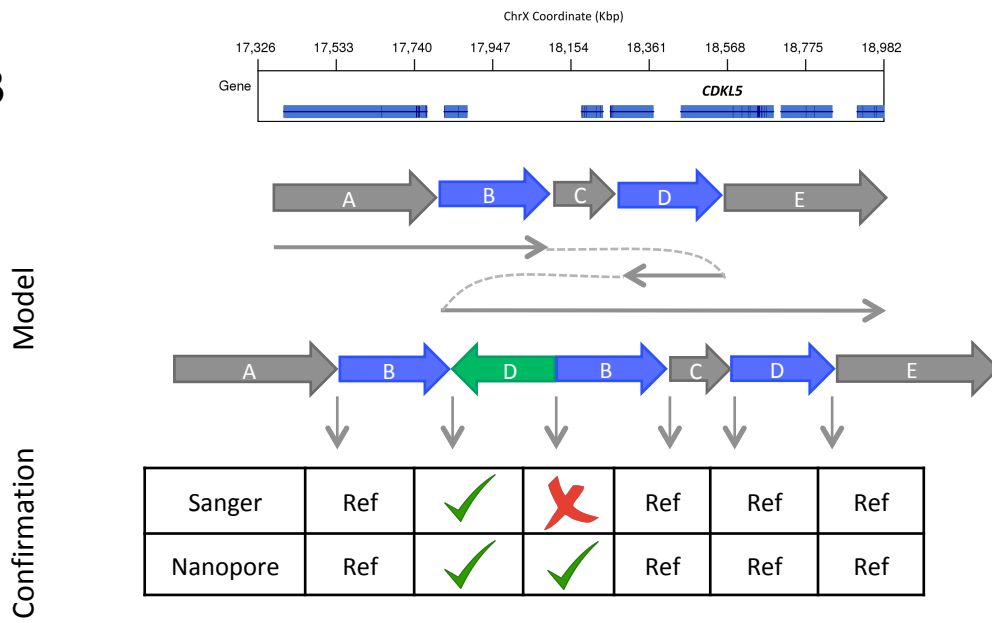 ChrX Coordinate (Kbp)
17,326 17,533 17,740 17,947 18,154 18,361 18,568 18,775 18,982
Gene
CDKL5
A B C D E
Model
A B D B C D E
Confirmation
Sanger Ref Ref Ref Ref
Nanopore Ref Ref Ref Ref